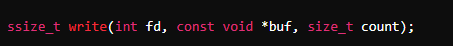 ssize_t write(int fd, const void *buf, size_t count);